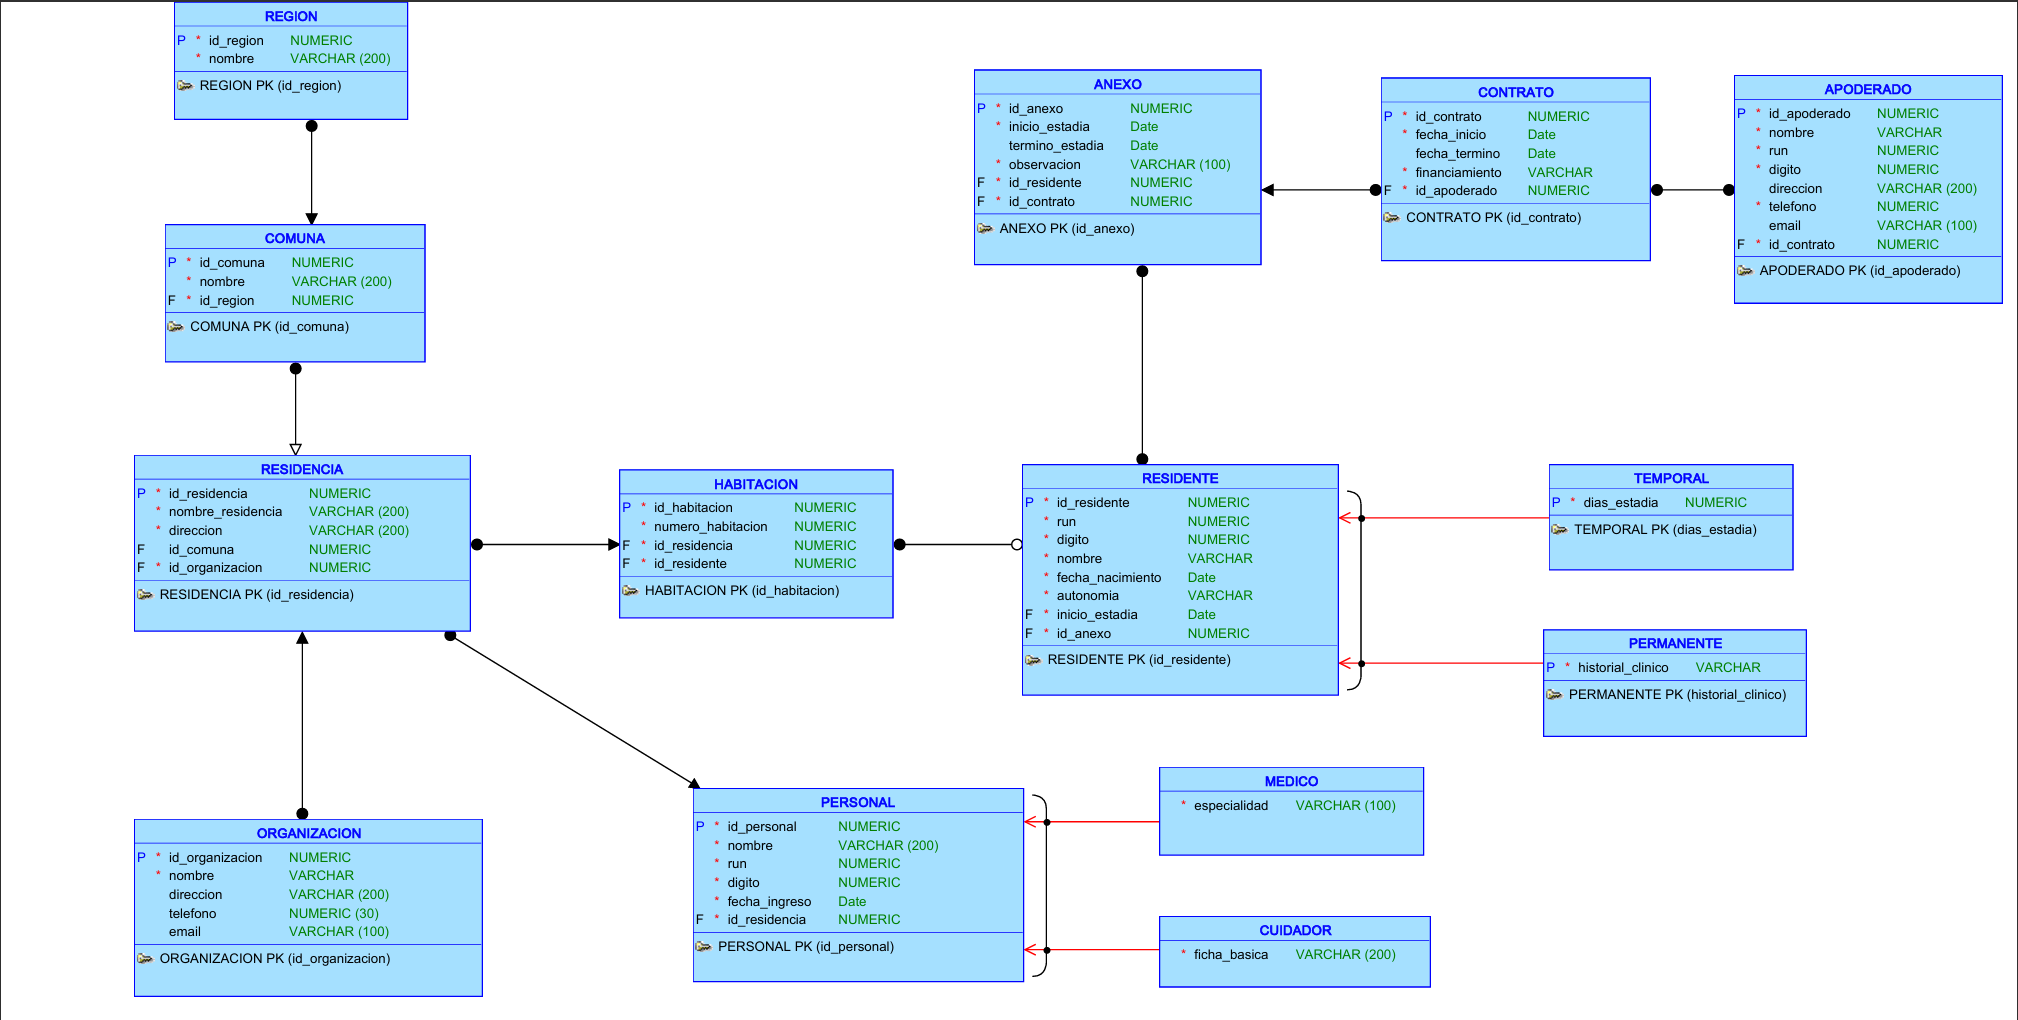 REGION
P * id_region NUMERIC
* nombre VARCHAR (200)
REGION PK (id_region)
COMUNA
P * id_comuna NUMERIC
* nombre VARCHAR (200)
F * id_region NUMERIC
COMUNA PK (id_comuna)
RESIDENCIA
P * id_residencia NUMERIC
* nombre_residencia VARCHAR (200)
* direccion VARCHAR (200)
F id_comuna NUMERIC
F * id_organizacion NUMERIC
RESIDENCIA PK (id_residencia)
ORGANIZACION
P * id_organizacion NUMERIC
* nombre VARCHAR
direccion VARCHAR (200)
telefono NUMERIC (30)
email VARCHAR (100)
ORGANIZACION PK (id_organizacion)
HABITACION
P * id_habitacion NUMERIC
* numero_habitacion NUMERIC
F * id_residencia NUMERIC
F * id_residente NUMERIC
HABITACION PK (id_habitacion)
PERSONAL
P * id_personal NUMERIC
* nombre VARCHAR (200)
* run NUMERIC
* digito NUMERIC
* fecha_ingreso Date
F * id_residencia NUMERIC
PERSONAL PK (id_personal)
ANEXO
P * id_anexo NUMERIC
* inicio_estadia Date
termino_estadia Date
* observacion VARCHAR (100)
F * id_residente NUMERIC
F * id_contrato NUMERIC
ANEXO PK (id_anexo)
CONTRATO
P * id_contrato NUMERIC
* fecha_inicio Date
fecha_termino Date
* financiamiento VARCHAR
F * id_apoderado NUMERIC
CONTRATO PK (id_contrato)
APODERADO
P * id_apoderado NUMERIC
* nombre VARCHAR
* run NUMERIC
* digito NUMERIC
direccion VARCHAR (200)
* telefono NUMERIC
email VARCHAR (100)
F * id_contrato NUMERIC
APODERADO PK (id_apoderado)
RESIDENTE
P * id_residente NUMERIC
* run NUMERIC
* digito NUMERIC
* nombre VARCHAR
* fecha_nacimiento Date
* autonomia VARCHAR
F * inicio_estadia Date
F * id_anexo NUMERIC
RESIDENTE PK (id_residente)
TEMPORAL
P * dias_estadia NUMERIC
TEMPORAL PK (dias_estadia)
PERMANENTE
P * historial_clinico VARCHAR
PERMANENTE PK (historial_clinico)
MEDICO
* especialidad VARCHAR (100)
CUIDADOR
* ficha_basica VARCHAR (200)